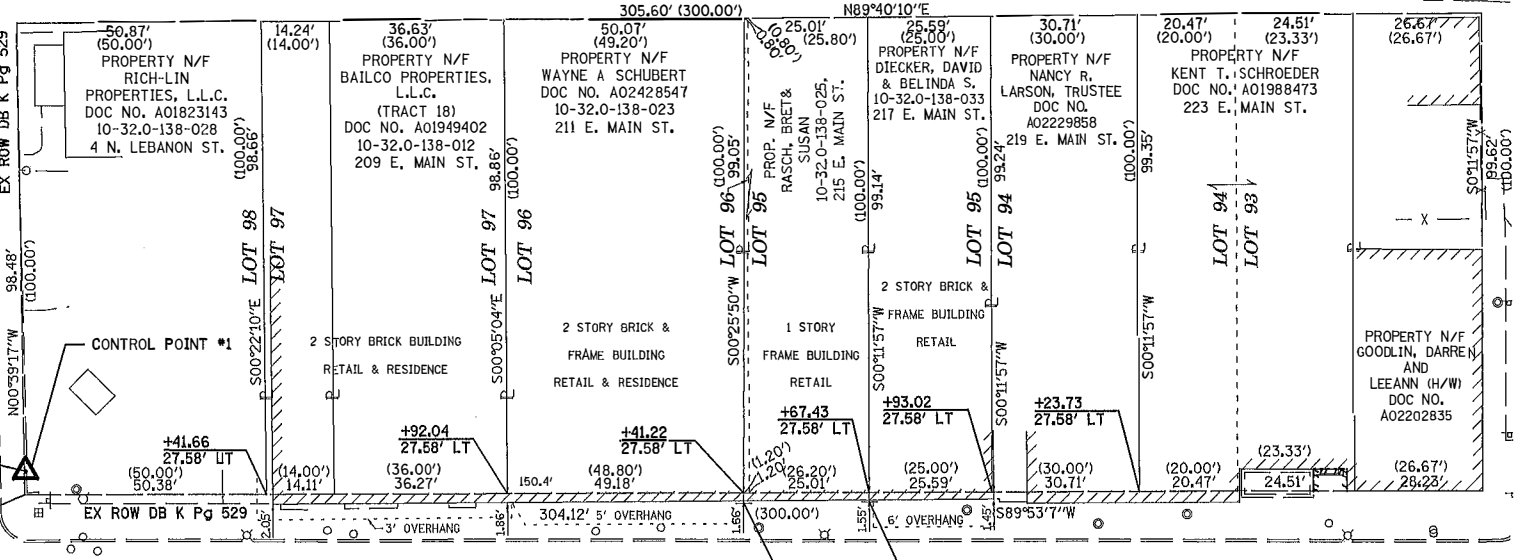 305.60' (300.00')
N89°40'10"E
EX ROW DB K Pg 529
50.87'
(50.00')
PROPERTY N/F
RICH-LIN
PROPERTIES, L.L.C.
DOC NO. A01823143
10-32.0-138-028
4 N. LEBANON ST.
14.24'
(14.00')
36.63'
(36.00')
PROPERTY N/F
BAILCO PROPERTIES,
L.L.C.
(TRACT 18)
DOC NO. A01949402
10-32.0-138-012
209 E. MAIN ST.
50.07'
(49.20')
PROPERTY N/F
WAYNE A SCHUBERT
DOC NO. A02428547
10-32.0-138-023
211 E. MAIN ST.
(0.80')
0.80'
25.01'
(25.80')
PROP. N/F
RASCH, BRET &
SUSAN
10-32.0-138-025,
215 E. MAIN ST.
25.59'
(25.00')
PROPERTY N/F
DIECKER, DAVID
& BELINDA S.
10-32.0-138-033
217 E. MAIN ST.
30.71'
(30.00')
PROPERTY N/F
NANCY R.
LARSON, TRUSTEE
DOC NO.
A02229858
219 E. MAIN ST.
20.47'
(20.00')
24.51'
(23.33')
PROPERTY N/F
KENT T. SCHROEDER
DOC NO. A01988473
223 E. MAIN ST.
26.67'
(26.67')
(100.00')
98.66'
98.86'
(100.00')
(100.00')
99.05'
(100.00')
99.14'
(100.00')
99.24'
(100.00')
99.35'
S0°11'57"W
99.62'
(100.00')
LOT 98
LOT 97
LOT 97
LOT 96
LOT 96
LOT 95
LOT 95
LOT 94
LOT 94
LOT 93
X
98.48'
(100.00')
N00°39'17"W
CONTROL POINT #1
S00°22'10"E
2 STORY BRICK BUILDING
RETAIL & RESIDENCE
S00°05'04"E
2 STORY BRICK &
FRAME BUILDING
RETAIL & RESIDENCE
S00°25'50"W
1 STORY
FRAME BUILDING
RETAIL
S00°11'57"W
2 STORY BRICK &
FRAME BUILDING
RETAIL
S00°11'57"W
S00°11'57"W
PROPERTY N/F
GOODLIN, DARREN
AND
LEEANN (H/W)
DOC NO.
A02202835
+41.66
27.58' LT
+92.04
27.58' LT
+41.22
27.58' LT
+67.43
27.58' LT
+93.02
27.58' LT
+23.73
27.58' LT
(50.00')
50.38'
(14.00')
14.11'
(36.00')
36.27'
150.4'
(48.80')
49.18'
(1.20')
1.20'
(26.20')
25.01'
(25.00')
25.59'
(30.00')
30.71'
(20.00')
20.47'
(23.33')
24.51'
(26.67')
28.23'
EX ROW DB K Pg 529
2.05'
3' OVERHANG
1.86'
304.12'
5' OVERHANG
1.66'
(300.00')
1.55'
6' OVERHANG
1.45'
S89°53'7"W